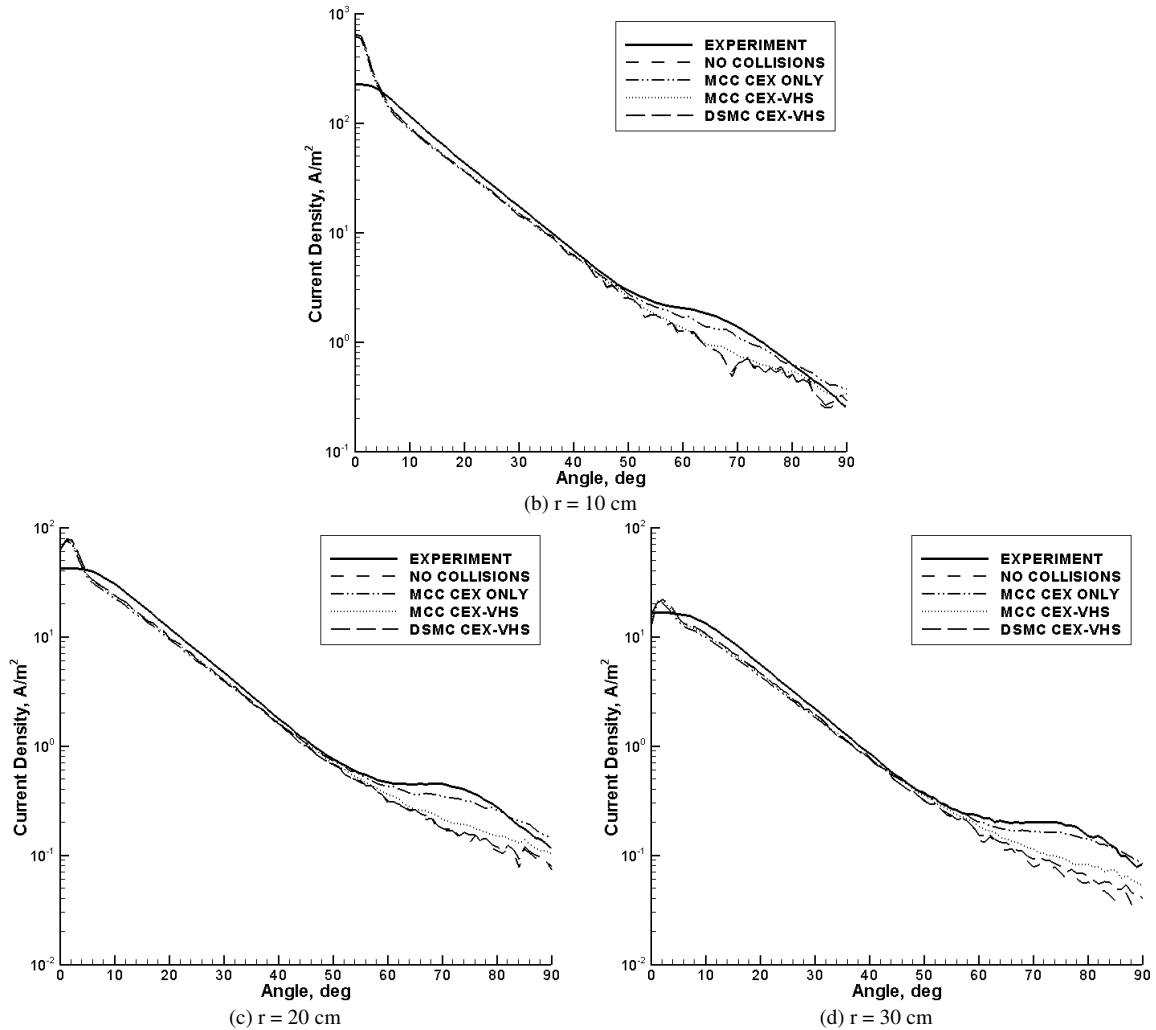 EXPERIMENT
NO COLLISIONS
MCC CEX ONLY
MCC CEX-VHS
DSMC CEX-VHS
Current Density, A/m²
10³
10²
10¹
10⁰
10⁻¹
0 10 20 30 40 50 60 70 80 90
Angle, deg
(b) r = 10 cm
EXPERIMENT
NO COLLISIONS
MCC CEX ONLY
MCC CEX-VHS
DSMC CEX-VHS
Current Density, A/m²
10²
10¹
10⁰
10⁻¹
10⁻²
0 10 20 30 40 50 60 70 80 90
Angle, deg
(c) r = 20 cm
EXPERIMENT
NO COLLISIONS
MCC CEX ONLY
MCC CEX-VHS
DSMC CEX-VHS
Current Density, A/m²
10²
10¹
10⁰
10⁻¹
10⁻²
0 10 20 30 40 50 60 70 80 90
Angle, deg
(d) r = 30 cm